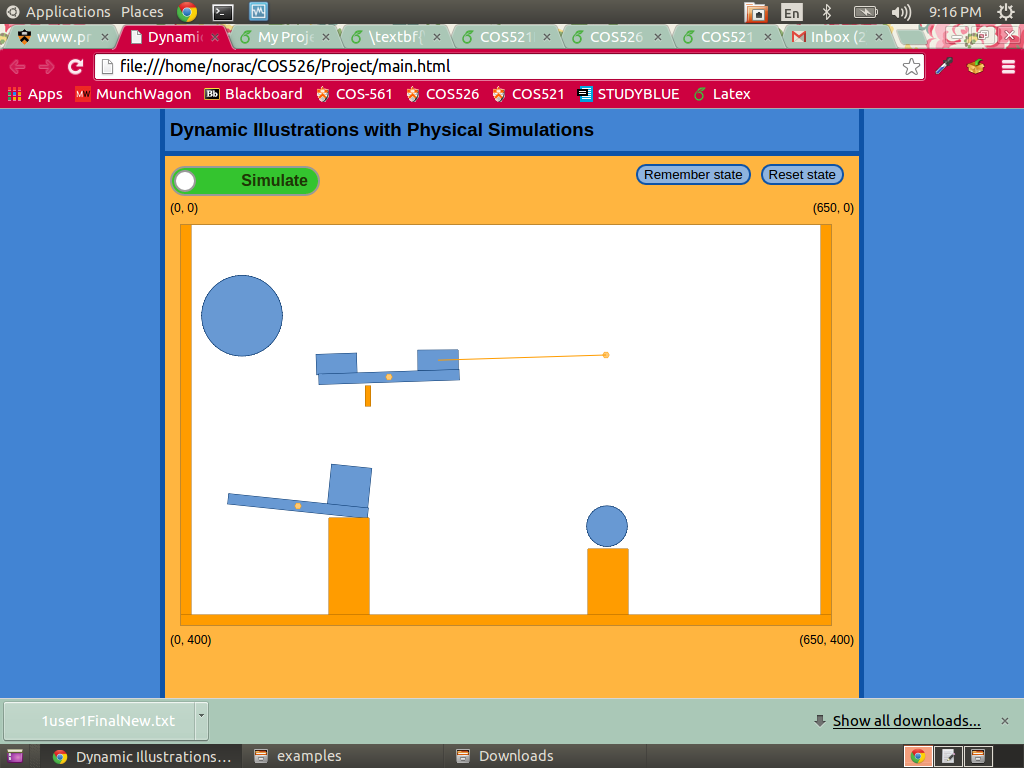 Applications Places En 9:16 PM
www.pr Dynamic My Proje \textbf{ COS521 COS526 COS521 Inbox (2
file:///home/norac/COS526/Project/main.html
Apps MW MunchWagon Bb Blackboard COS-561 COS526 COS521 STUDYBLUE Latex
Dynamic Illustrations with Physical Simulations
Simulate Remember state Reset state
(0, 0) (650, 0)
(0, 400) (650, 400)
1user1FinalNew.txt Show all downloads...
Dynamic Illustrations... examples Downloads